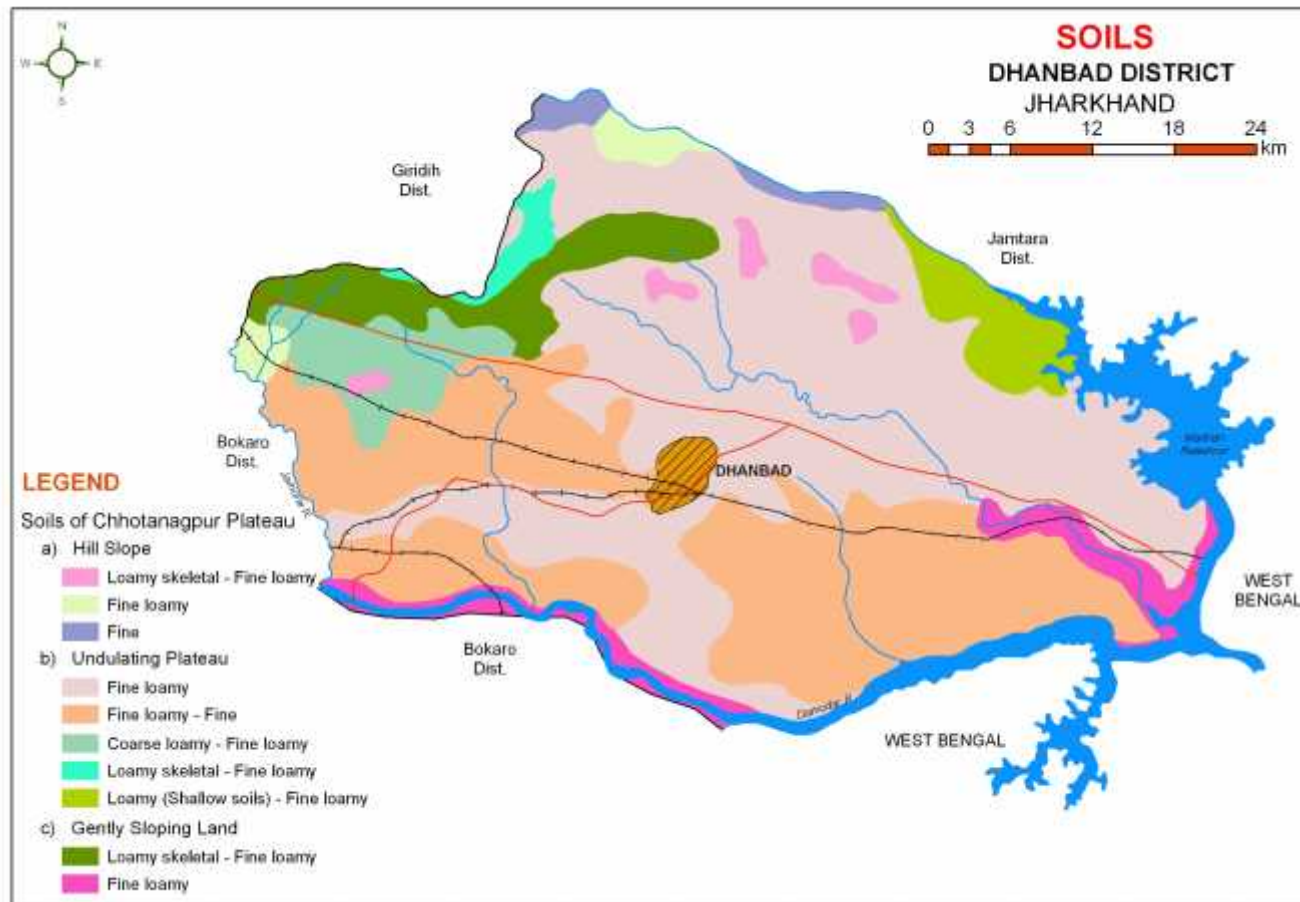 SOILS
DHANBAD DISTRICT
JHARKHAND
0 3 6 12 18 24
km
N
W E
S
Giridih
Dist.
Jamtara
Dist.
Bokaro
Dist.
DHANBAD
WEST
BENGAL
Bokaro
Dist.
Damodar R.
WEST BENGAL
LEGEND
Soils of Chhotanagpur Plateau
a) Hill Slope
Loamy skeletal - Fine loamy
Fine loamy
Fine
b) Undulating Plateau
Fine loamy
Fine loamy - Fine
Coarse loamy - Fine loamy
Loamy skeletal - Fine loamy
Loamy (Shallow soils) - Fine loamy
c) Gently Sloping Land
Loamy skeletal - Fine loamy
Fine loamy